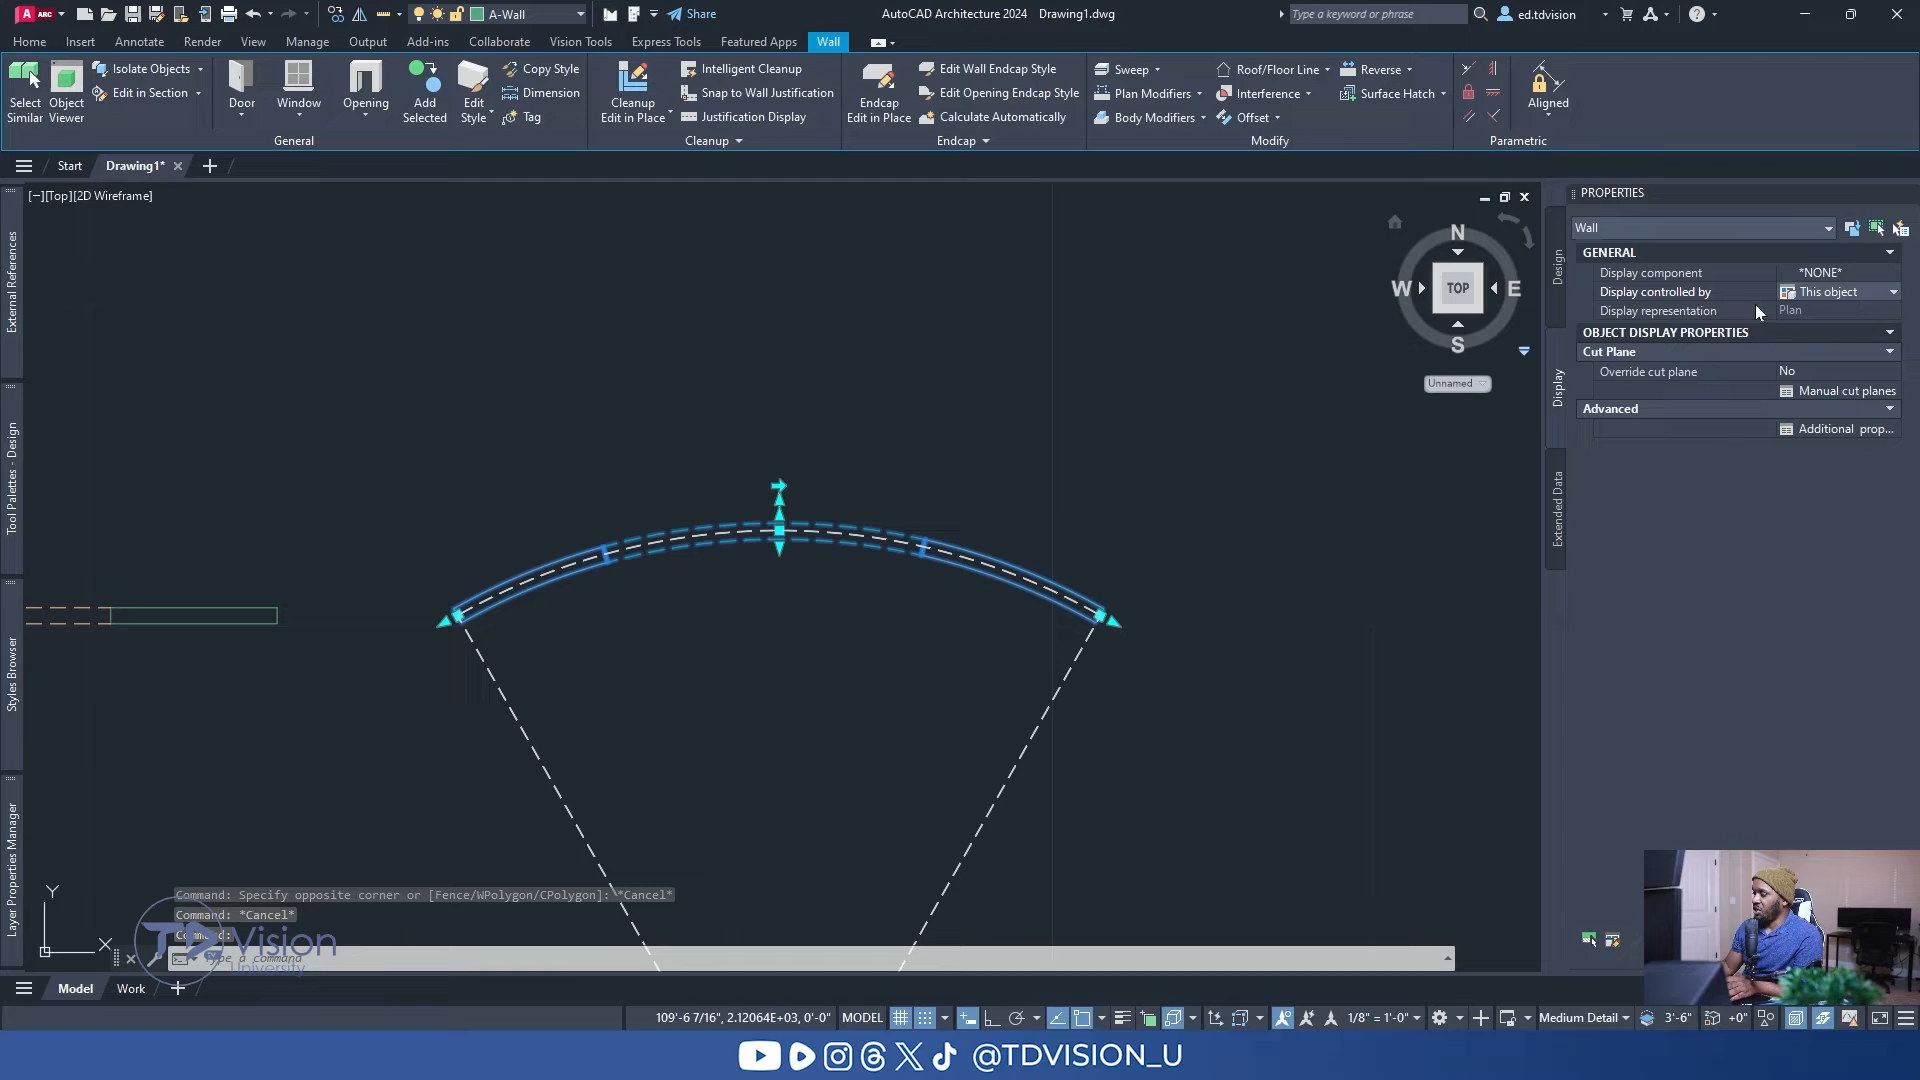 ARC
A-Wall
Share
AutoCAD Architecture 2024 Drawing1.dwg
Type a keyword or phrase
ed.tdvision
Home Insert Annotate Render View Manage Output Add-ins Collaborate Vision Tools Express Tools Featured Apps Wall
Select Similar
Object Viewer
Isolate Objects
Edit in Section
Door
Window
Opening
Add Selected
Edit Style
Copy Style
Dimension
Tag
General
Cleanup Edit in Place
Intelligent Cleanup
Snap to Wall Justification
Justification Display
Cleanup
Endcap Edit in Place
Edit Wall Endcap Style
Edit Opening Endcap Style
Calculate Automatically
Endcap
Sweep
Plan Modifiers
Body Modifiers
Roof/Floor Line
Interference
Offset
Reverse
Surface Hatch
Modify
Aligned
Parametric
Start
Drawing1*
[−][Top][2D Wireframe]
External References
Tool Palettes - Design
Styles Browser
Layer Properties Manager
N
W
TOP
E
S
Unnamed
PROPERTIES
Wall
GENERAL
Display component *NONE*
Display controlled by This object
Display representation Plan
OBJECT DISPLAY PROPERTIES
Cut Plane
Override cut plane No
Manual cut planes
Advanced
Additional prop...
Design
Display
Extended Data
Y
X
Command: Specify opposite corner or [Fence/WPolygon/CPolygon]: *Cancel*
Command: *Cancel*
Command:
Type a command
TD Vision
University
Model
Work
109'-6 7/16", 2.12064E+03, 0'-0"
MODEL
1/8" = 1'-0"
Medium Detail
3'-6"
+0"
@TDVISION_U